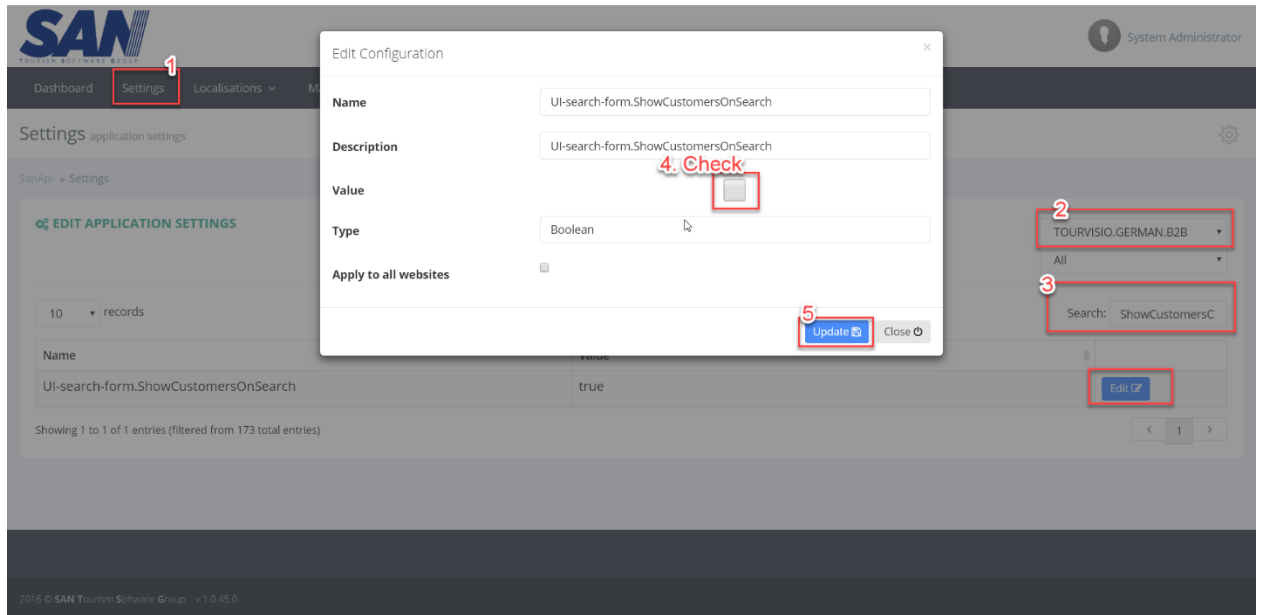 SAN
TOURISM SOFTWARE GROUP
System Administrator
1
Dashboard Settings Localisations
Settings application settings
SanApi Settings
EDIT APPLICATION SETTINGS
2
TOURVISIO.GERMAN.B2B
All
3
10 records
Search: ShowCustomersC
Name Value
UI-search-form.ShowCustomersOnSearch true Edit
Showing 1 to 1 of 1 entries (filtered from 173 total entries)
< 1 >
Edit Configuration ×
Name UI-search-form.ShowCustomersOnSearch
Description UI-search-form.ShowCustomersOnSearch
4. Check
Value
Type Boolean
Apply to all websites
5
Update Close
2016 © SAN Tourism Software Group v 1.0.45.0